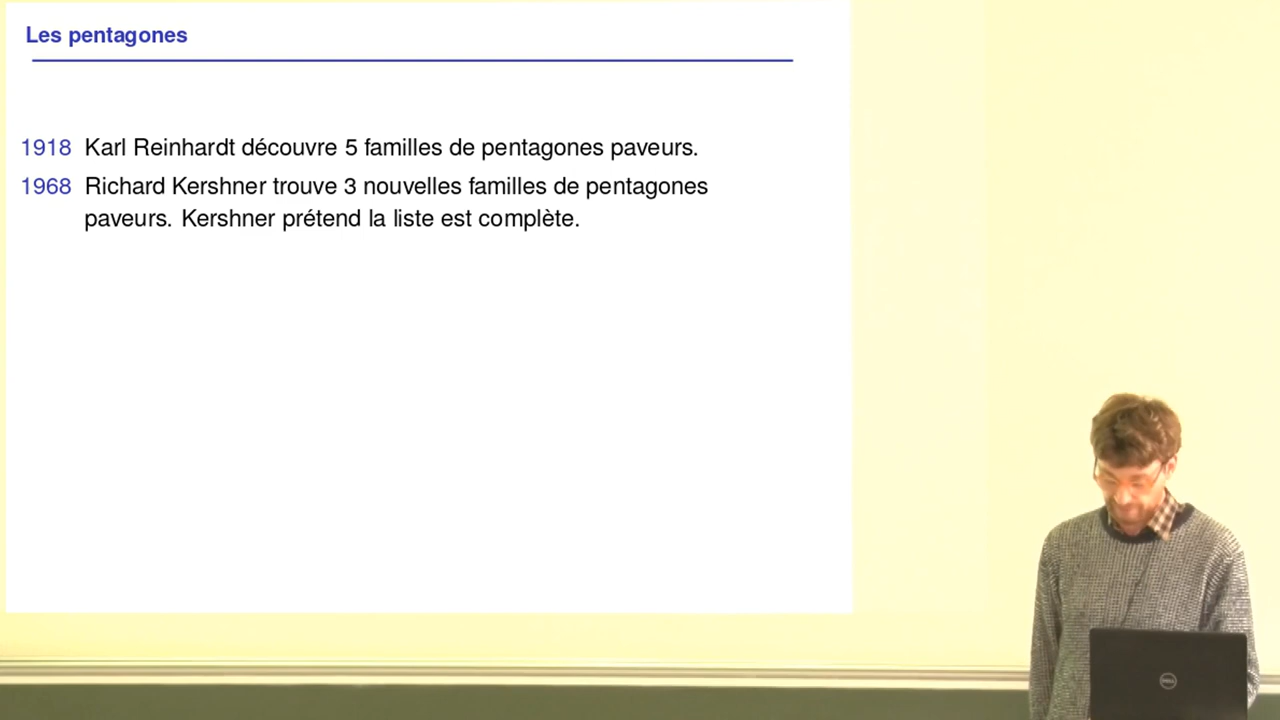 Les pentagones
1918 Karl Reinhardt découvre 5 familles de pentagones paveurs.
1968 Richard Kershner trouve 3 nouvelles familles de pentagones
paveurs. Kershner prétend la liste est complète.
DELL